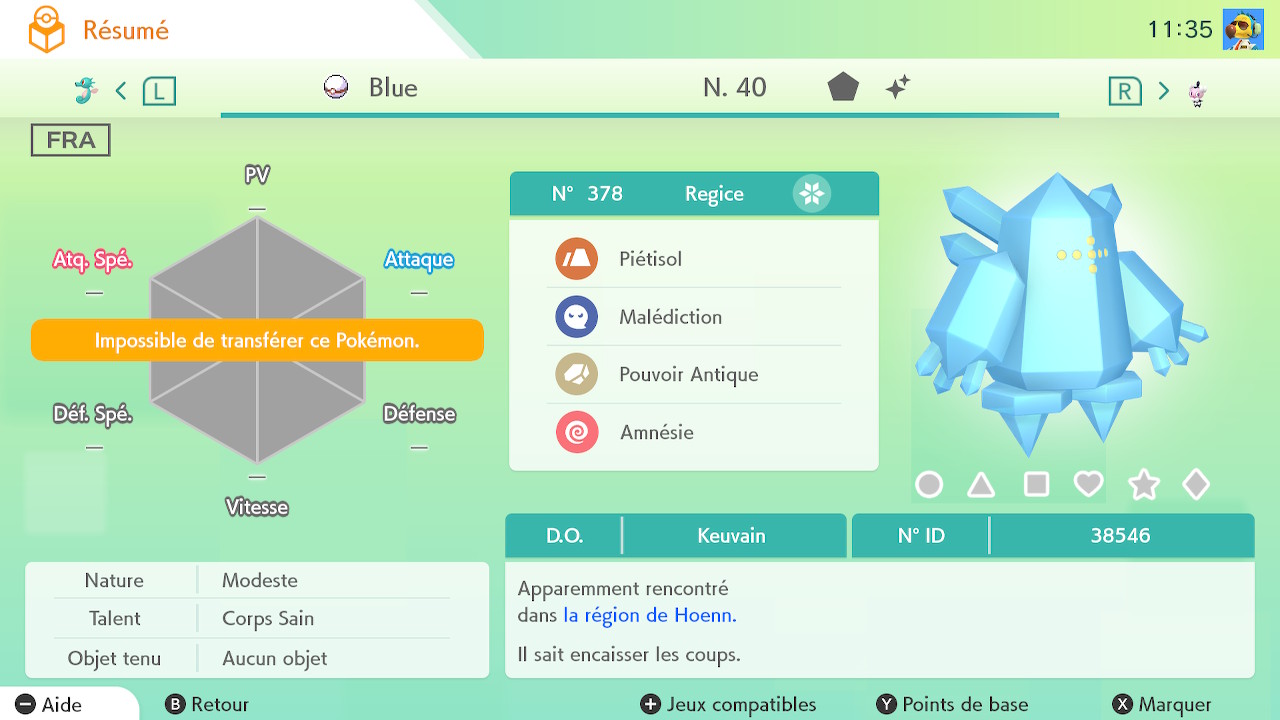 Résumé
11:35
L
Blue
N. 40
R
FRA
PV
—
Atq. Spé.
—
Attaque
—
Impossible de transférer ce Pokémon.
Déf. Spé.
—
Défense
—
—
Vitesse
N° 378 Regice
Piétisol
Malédiction
Pouvoir Antique
Amnésie
D.O. Keuvain
N° ID 38546
Nature Modeste
Talent Corps Sain
Objet tenu Aucun objet
Apparemment rencontré
dans la région de Hoenn.
Il sait encaisser les coups.
Aide
B Retour
+ Jeux compatibles
Y Points de base
X Marquer